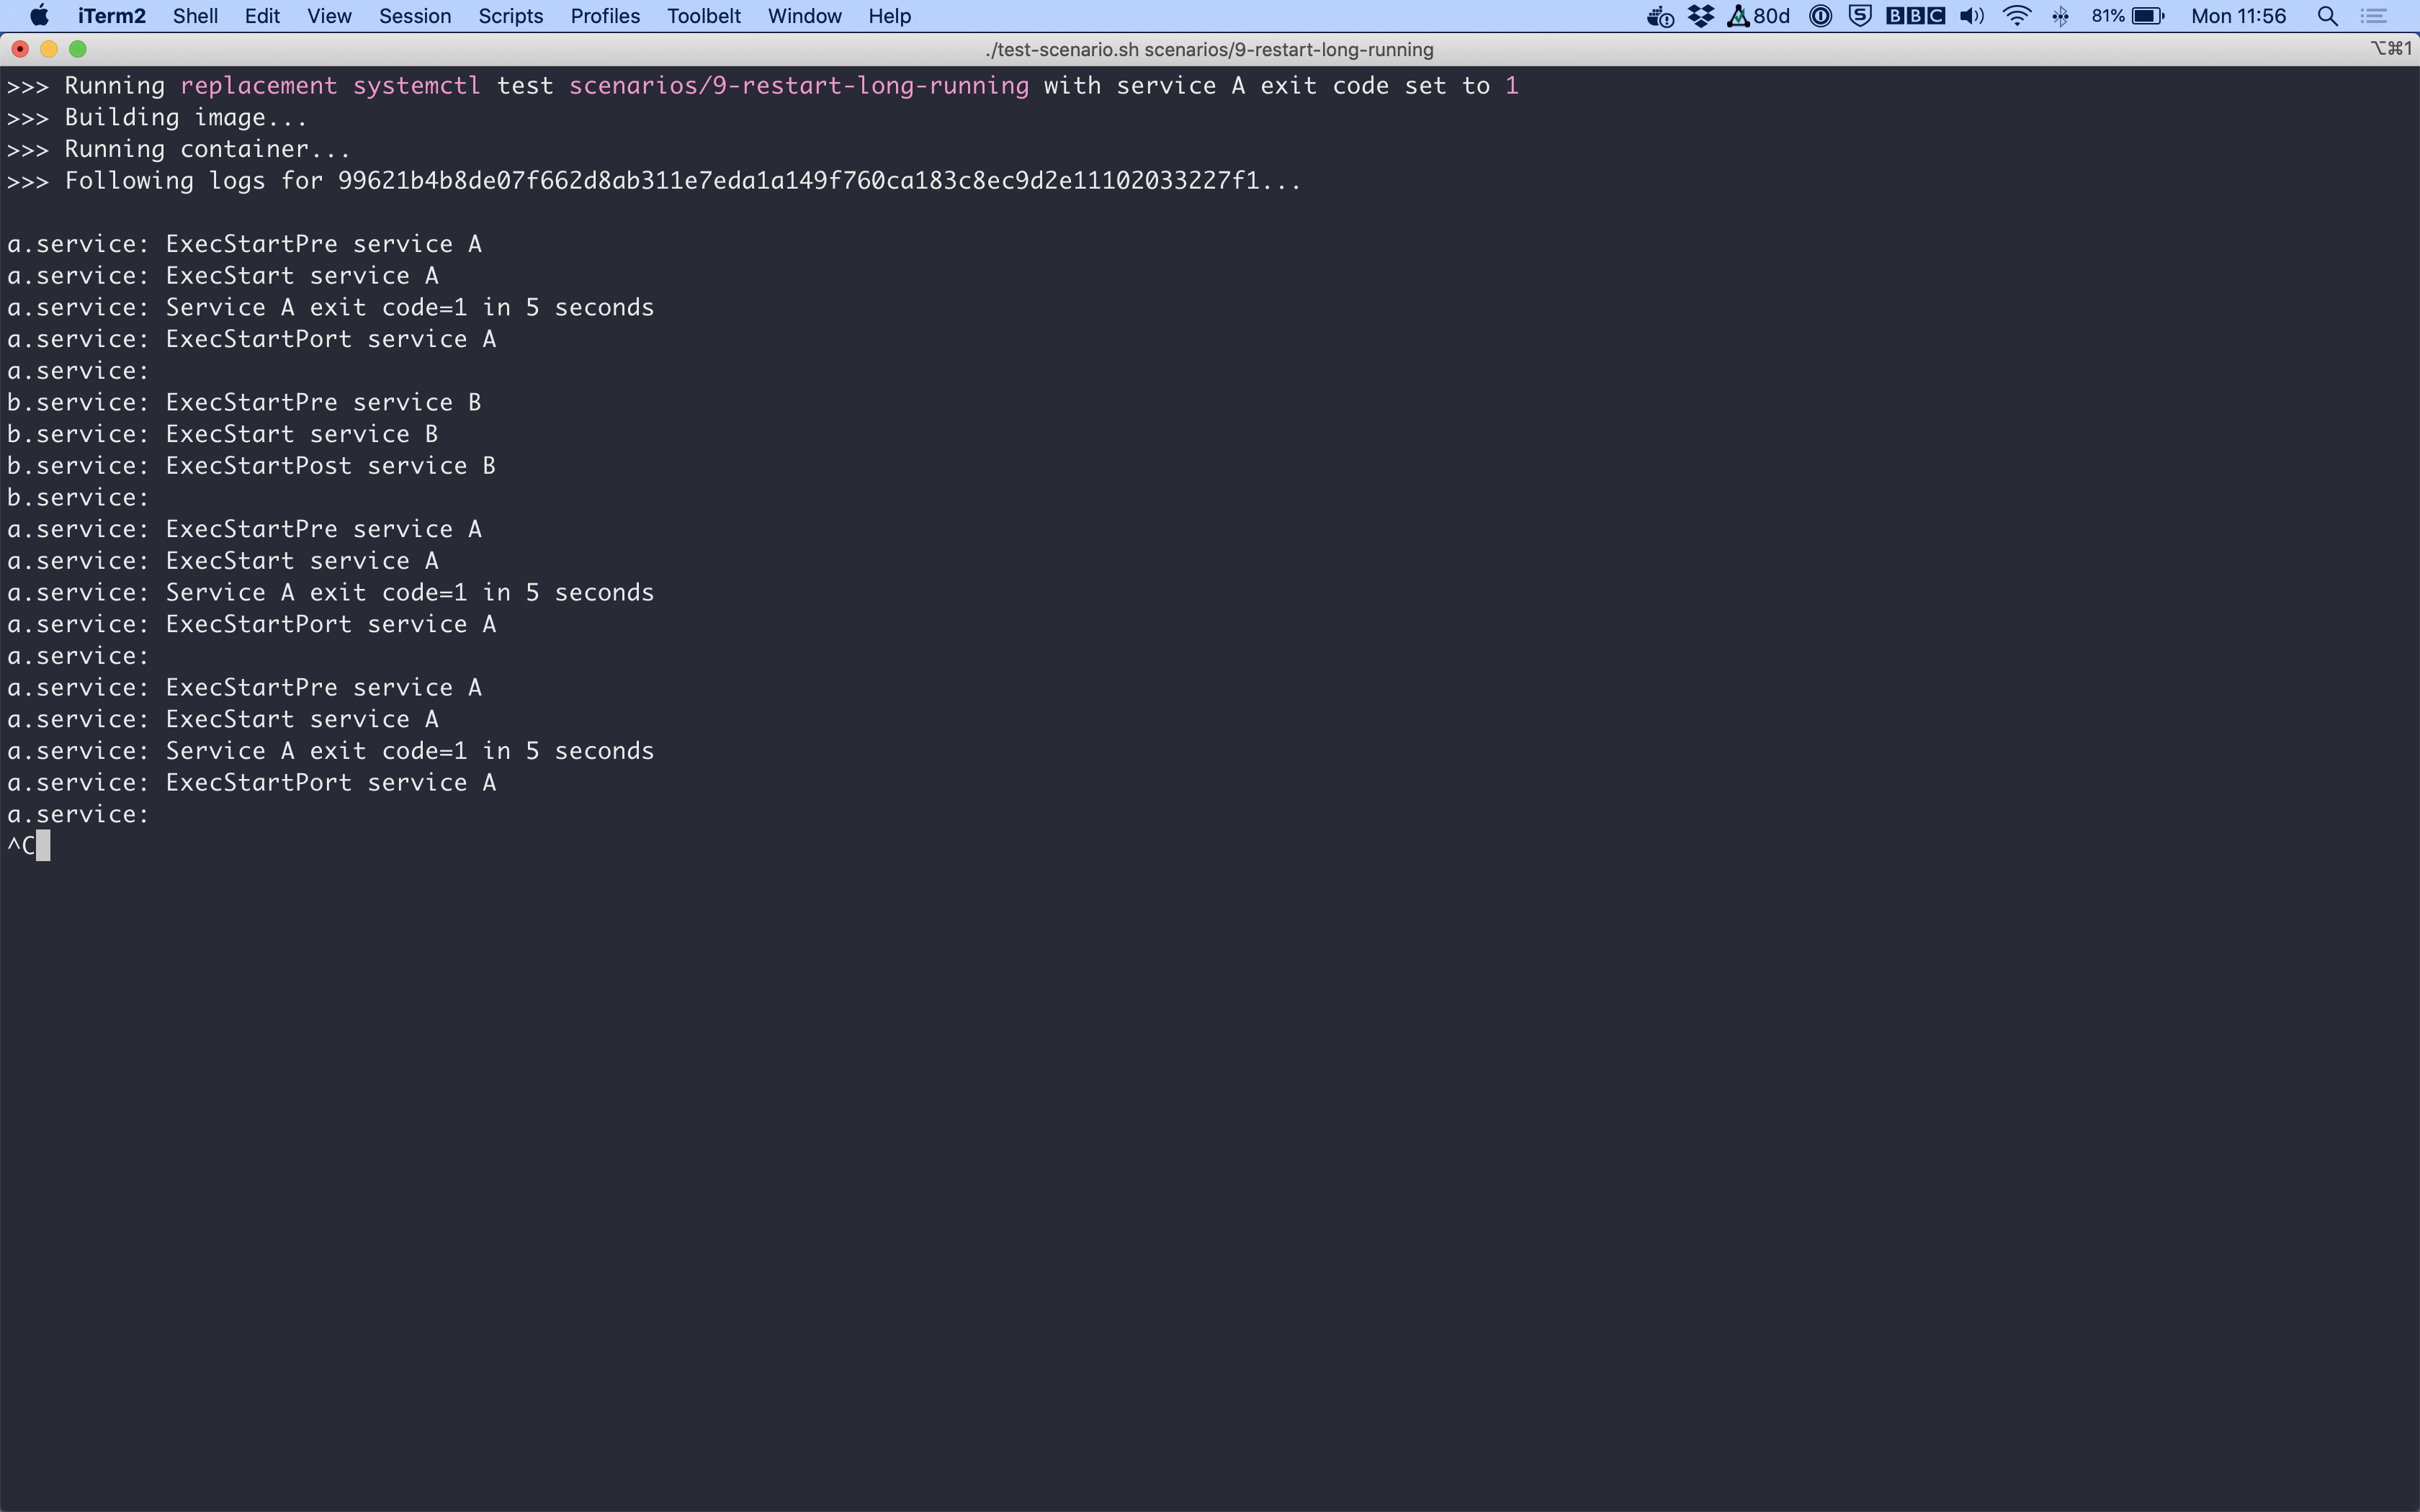 iTerm2 Shell Edit View Session Scripts Profiles Toolbelt Window Help 80d BBC 81% Mon 11:56
./test-scenario.sh scenarios/9-restart-long-running ⌥⌘1
>>> Running replacement systemctl test scenarios/9-restart-long-running with service A exit code set to 1
>>> Building image...
>>> Running container...
>>> Following logs for 99621b4b8de07f662d8ab311e7eda1a149f760ca183c8ec9d2e11102033227f1...
a.service: ExecStartPre service A
a.service: ExecStart service A
a.service: Service A exit code=1 in 5 seconds
a.service: ExecStartPort service A
a.service:
b.service: ExecStartPre service B
b.service: ExecStart service B
b.service: ExecStartPost service B
b.service:
a.service: ExecStartPre service A
a.service: ExecStart service A
a.service: Service A exit code=1 in 5 seconds
a.service: ExecStartPort service A
a.service:
a.service: ExecStartPre service A
a.service: ExecStart service A
a.service: Service A exit code=1 in 5 seconds
a.service: ExecStartPort service A
a.service:
^C